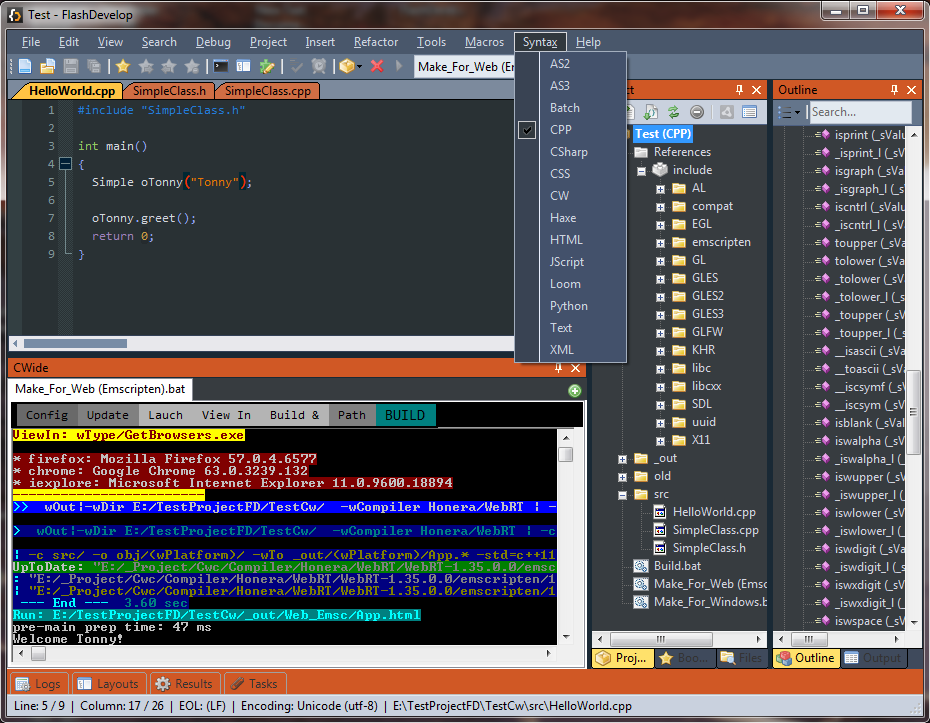 Test - FlashDevelop
File Edit View Search Debug Project Insert Refactor Tools Macros Syntax Help
Make_For_Web (Er
AS2
AS3
Batch
CPP
CSharp
CSS
CW
Haxe
HTML
JScript
Loom
Python
Text
XML
HelloWorld.cpp SimpleClass.h SimpleClass.cpp
1 #include "SimpleClass.h"
2
3 int main()
4 {
5 Simple oTonny("Tonny");
6
7 oTonny.greet();
8 return 0;
9 }
CWide
Make_For_Web (Emscripten).bat
Config Update Lauch View In Build & Path BUILD
ViewIn: wType/GetBrowsers.exe
* firefox: Mozilla Firefox 57.0.4.6577
* chrome: Google Chrome 63.0.3239.132
* iexplore: Microsoft Internet Explorer 11.0.9600.18894
--------------------------
>> wOut|-wDir E:/TestProjectFD/TestCw/ -wCompiler Honera/WebRT | -c
> wOut|-wDir E:/TestProjectFD/TestCw/ -wCompiler Honera/WebRT | -c
| -c src/ -o obj/(wPlatform)/ -wTo _out/(wPlatform)/App.* -std=c++11
UpToDate: "E:/_Project/Cwc/Compiler/Honera/WebRT/WebRT-1.35.0.0/emsc
: "E:/_Project/Cwc/Compiler/Honera/WebRT/WebRT-1.35.0.0/emscripten/1
| "E:/_Project/Cwc/Compiler/Honera/WebRT/WebRT-1.35.0.0/emscripten/1
--- End --- 3.60 sec
Run: E:/TestProjectFD/TestCw/_out/Web_Emsc/App.html
pre-main prep time: 47 ms
Welcome Tonny!
ct
Test (CPP)
References
include
AL
compat
EGL
emscripten
GL
GLES
GLES2
GLES3
GLFW
KHR
libc
libcxx
SDL
uuid
X11
_out
old
src
HelloWorld.cpp
SimpleClass.cpp
SimpleClass.h
Build.bat
Make_For_Web (Emsc
Make_For_Windows.b
Proj... Boo... Files
Outline
Search...
isprint (_sValu
_isprint_l (_sV
isgraph (_sValu
_isgraph_l (_sV
iscntrl (_sValu
_iscntrl_l (_sV
toupper (_sVa
tolower (_sVal
_tolower (_sV
_tolower_l (_s
_toupper (_sV
_toupper_l (_s
__isascii (_sVa
__toascii (_sV
__iscsymf (_sV
__iscsym (_sV
isblank (_sValu
iswalpha (_sV
_iswalpha_l (_s
iswupper (_sV
_iswupper_l (_
iswlower (_sV
_iswlower_l (_
iswdigit (_sVa
_iswdigit_l (_s
iswxdigit (_sV
_iswxdigit_l (_
iswspace (_sV
Outline Output
Logs Layouts Results Tasks
Line: 5 / 9 | Column: 17 / 26 | EOL: (LF) | Encoding: Unicode (utf-8) | E:\TestProjectFD\TestCw\src\HelloWorld.cpp